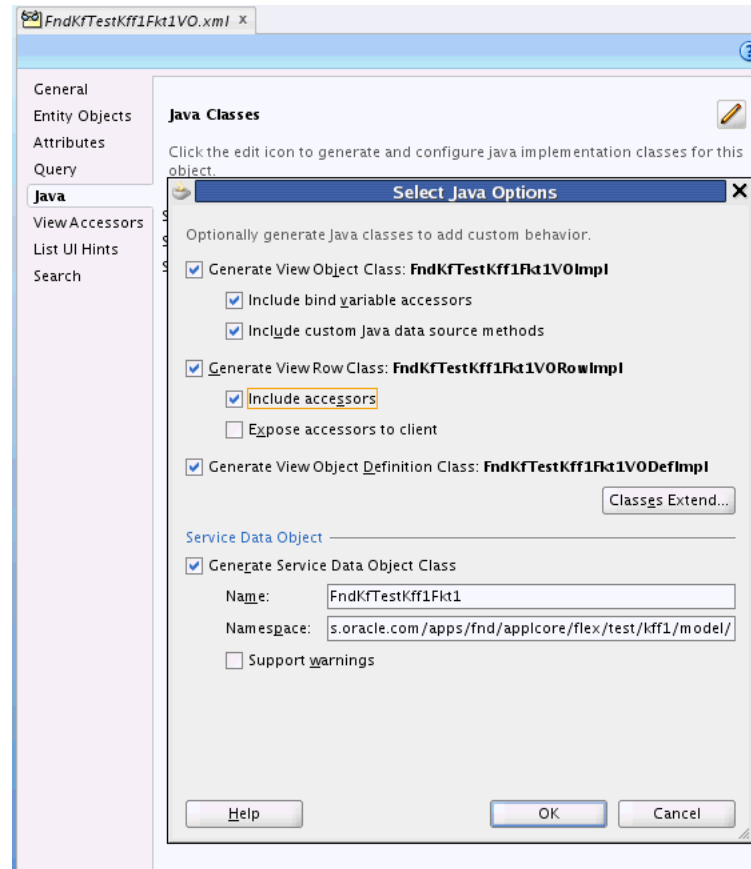 FndKfTestKff1Fkt1VO.xml x
General
Entity Objects
Attributes
Query
Java
View Accessors
List UI Hints
Search
Java Classes
Click the edit icon to generate and configure java implementation classes for this
object.
Select Java Options
Optionally generate Java classes to add custom behavior.
Generate View Object Class: FndKfTestKff1Fkt1VOImpl
Include bind variable accessors
Include custom Java data source methods
Generate View Row Class: FndKfTestKff1Fkt1VORowImpl
Include accessors
Expose accessors to client
Generate View Object Definition Class: FndKfTestKff1Fkt1VODefImpl
Classes Extend...
Service Data Object
Generate Service Data Object Class
Name: FndKfTestKff1Fkt1
Namespace: s.oracle.com/apps/fnd/applcore/flex/test/kff1/model/
Support warnings
Help OK Cancel